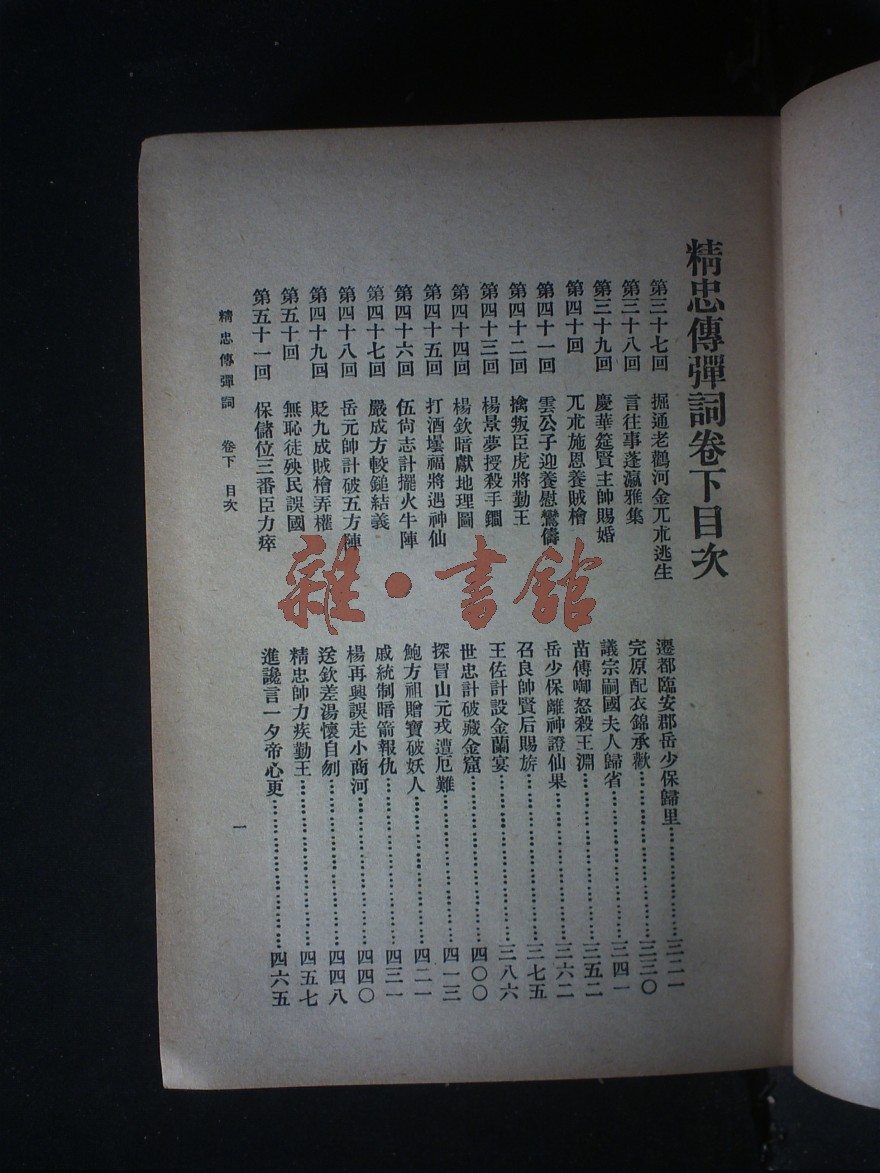 精忠傳彈詞卷下目次
第三十七回 掘通老鸛河金兀朮逃生 遷都臨安郡岳少保歸里……三二一
第三十八回 言往事蓬瀛雅集 完原配衣錦承歡……三三〇
第三十九回 慶華筵賢主帥賜婚 議宗嗣國夫人歸省……三四一
第四十回 兀朮施恩養賊檜 苗傅啣怒殺王淵……三五二
第四十一回 雲公子迎養慰鸞儔 岳少保離神證仙果……三六二
第四十二回 擒叛臣虎將勤王 召良帥賢后賜旂……三七五
第四十三回 楊景夢授殺手鐧 王佐計設金蘭宴……三八六
第四十四回 楊欽暗獻地理圖 世忠計破藏金窟……四〇〇
第四十五回 打酒壜福將遇神仙 探冒山元戎遭厄難……四一三
第四十六回 伍尚志計擺火牛陣 鮑方祖贈寶破妖人……四二一
第四十七回 嚴成方較鎚結義 戚統制暗箭報仇……四三一
第四十八回 岳元帥計破五方陣 楊再興誤走小商河……四四〇
第四十九回 貶九成賊檜弄權 送欽差湯懷自刎……四四八
第五十回 無恥徒殃民誤國 精忠帥力疾勤王……四五七
第五十一回 保儲位三番臣力瘁 進讒言一夕帝心更……四六五
精忠傳彈詞 卷下 目次 一
雜·書館